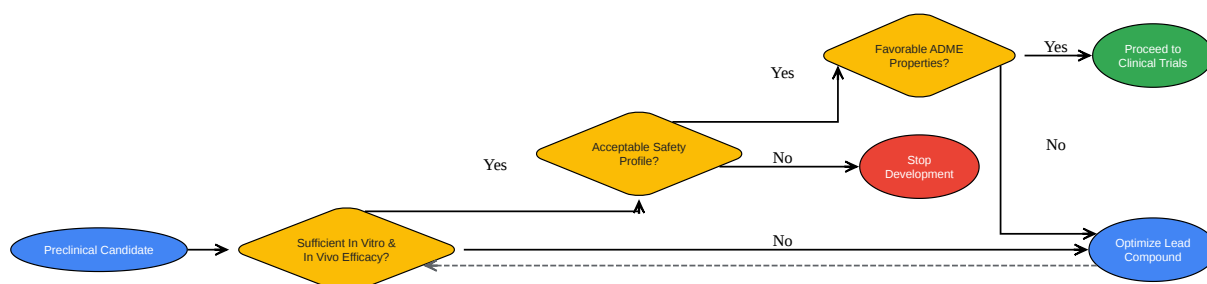 Favorable ADME
Properties?
Yes
Proceed to
Clinical Trials
Yes
Acceptable Safety
Profile?
No
Stop
Development
No
Yes
Preclinical Candidate
Sufficient In Vitro &
In Vivo Efficacy?
No
Optimize Lead
Compound